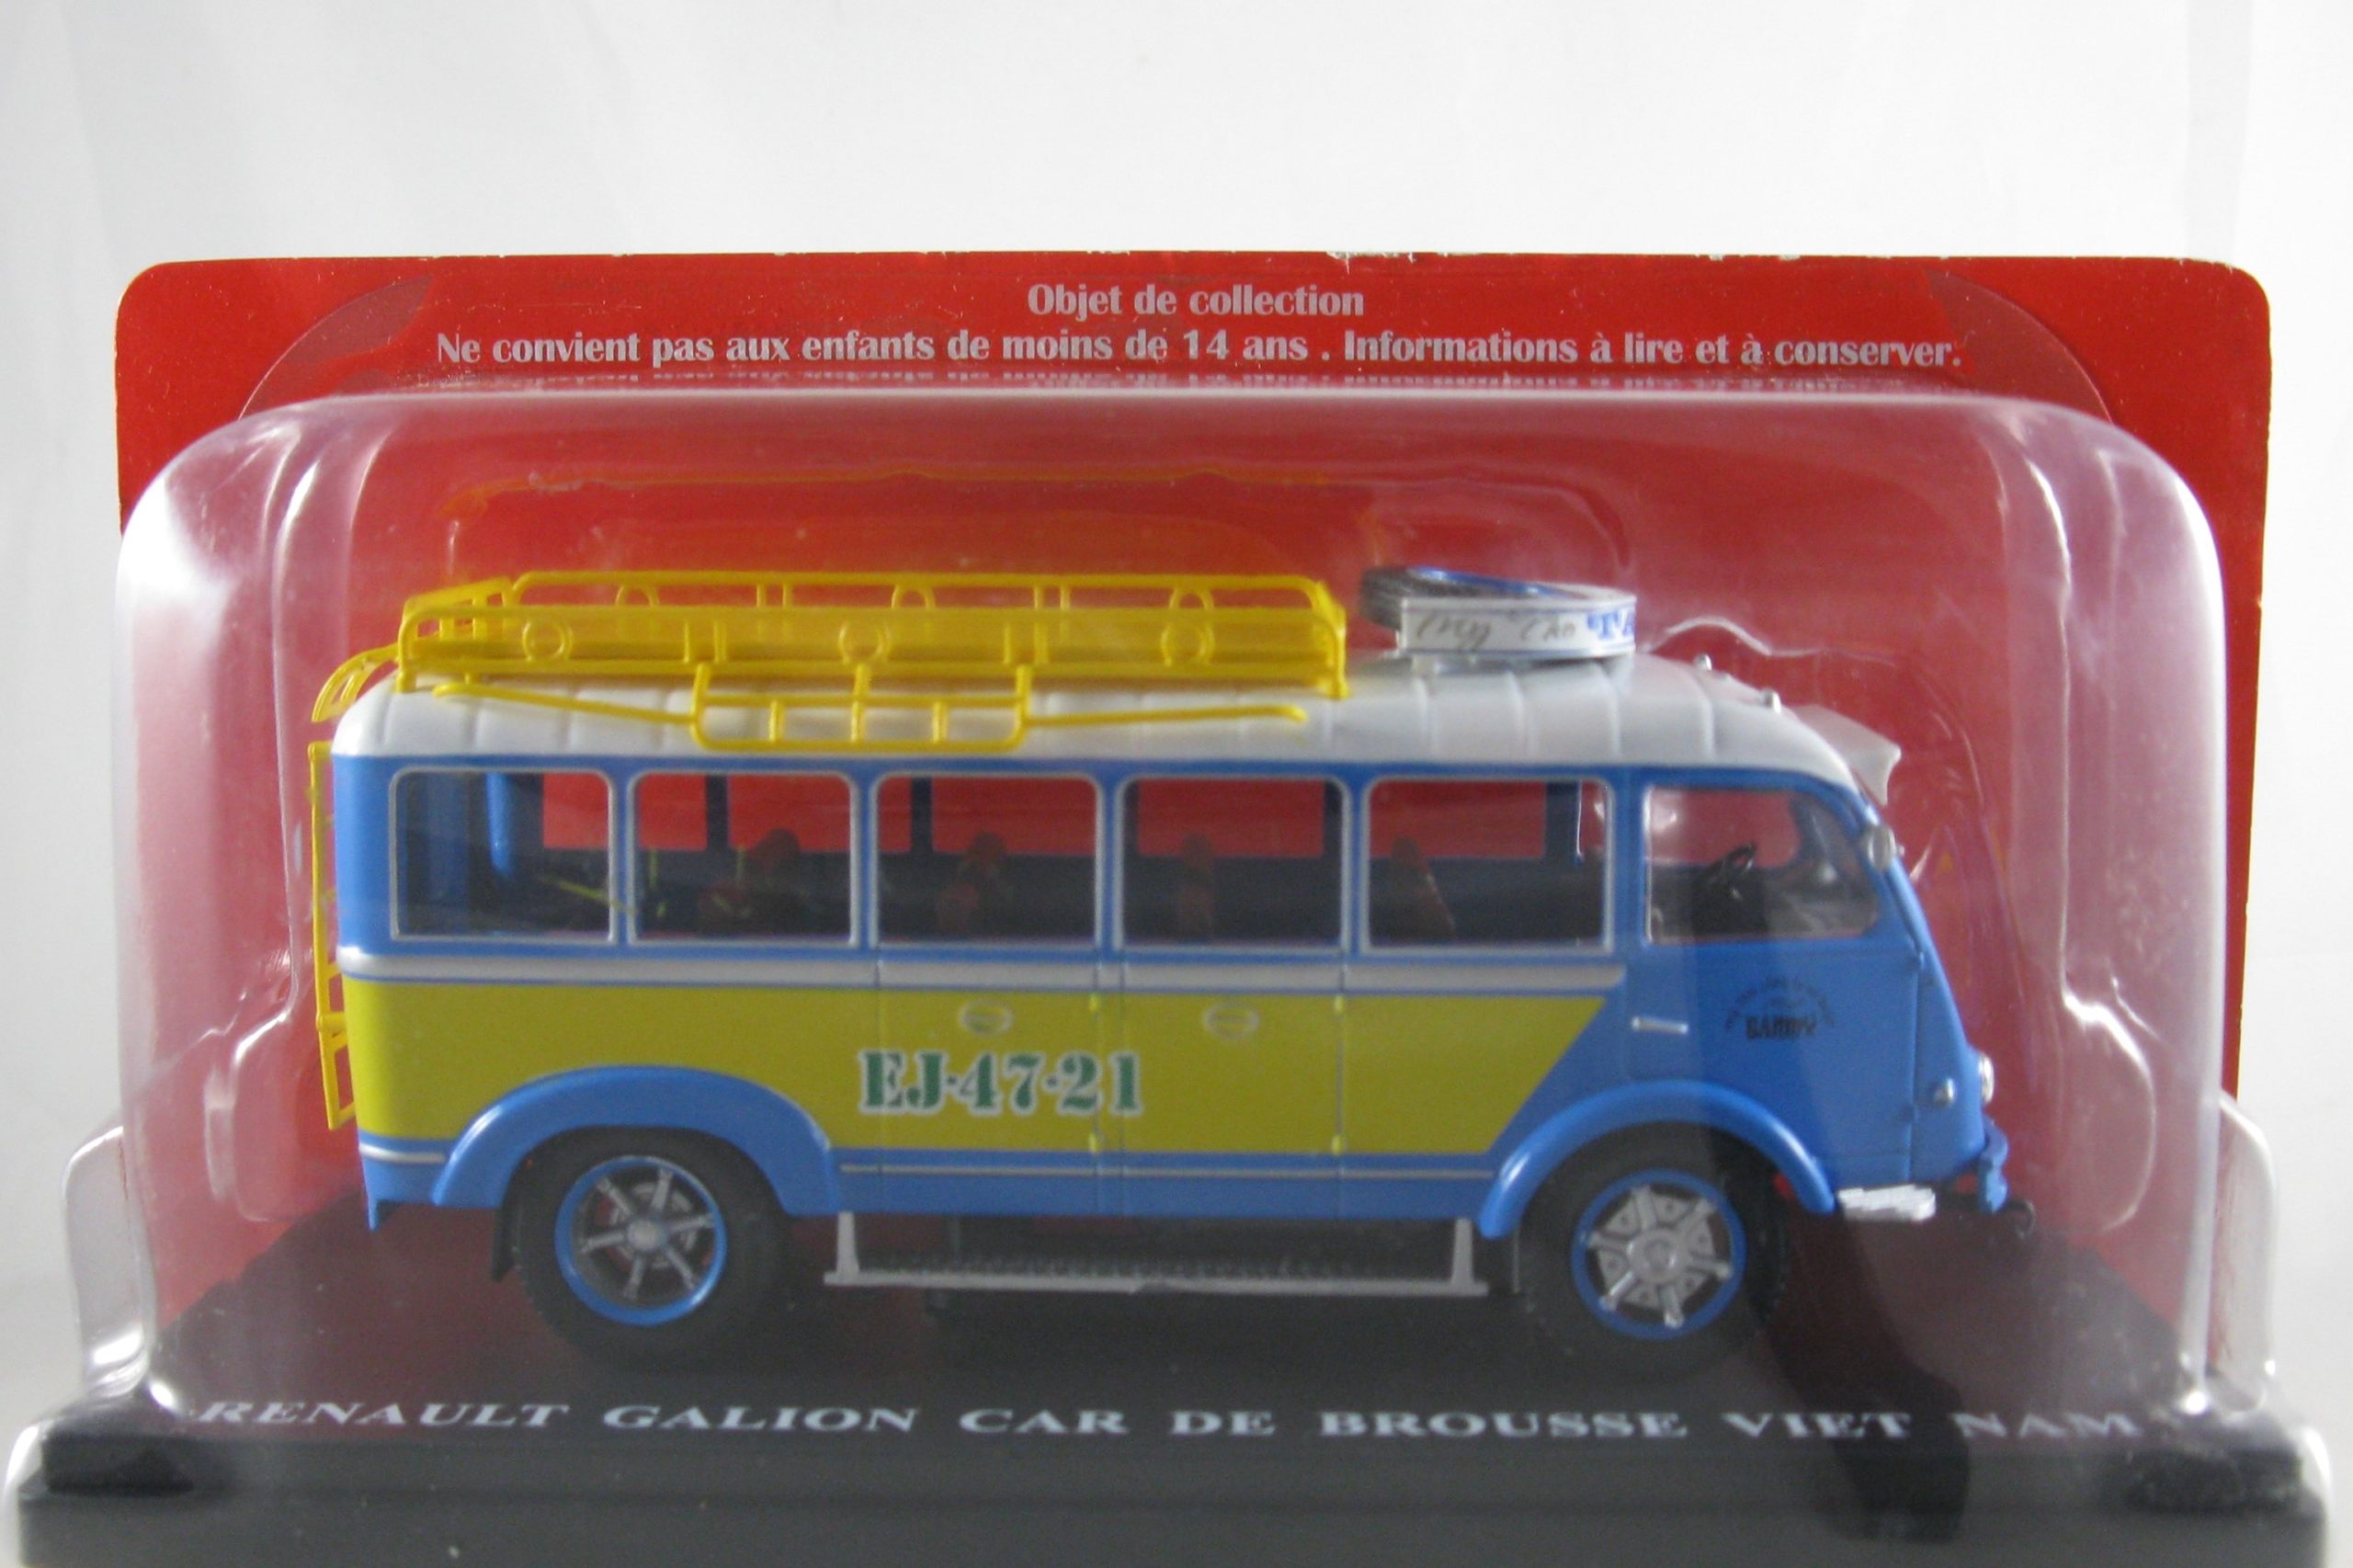 Objet de collection
Ne convient pas aux enfants de moins de 14 ans . Informations à lire et à conserver.
EJ-47-21
RENAULT GALION CAR DE BROUSSE VIET NAM